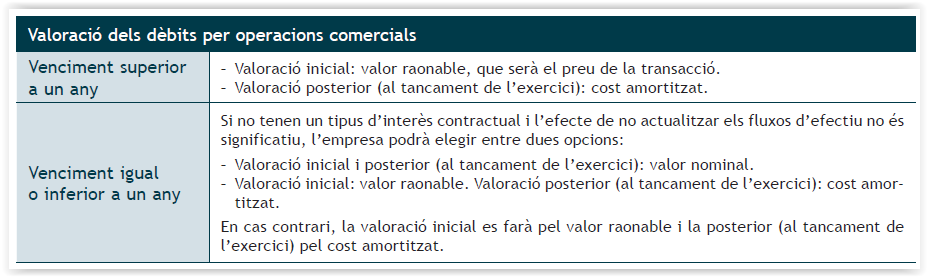 Valoració dels dèbits per operacions comercials
Venciment superior
a un any
- Valoració inicial: valor raonable, que serà el preu de la transacció.
- Valoració posterior (al tancament de l’exercici): cost amortitzat.
Venciment igual
o inferior a un any
Si no tenen un tipus d’interès contractual i l’efecte de no actualitzar els fluxos d’efectiu no és
significatiu, l’empresa podrà elegir entre dues opcions:
- Valoració inicial i posterior (al tancament de l’exercici): valor nominal.
- Valoració inicial: valor raonable. Valoració posterior (al tancament de l’exercici): cost amor-
titzat.
En cas contrari, la valoració inicial es farà pel valor raonable i la posterior (al tancament de
l’exercici) pel cost amortitzat.